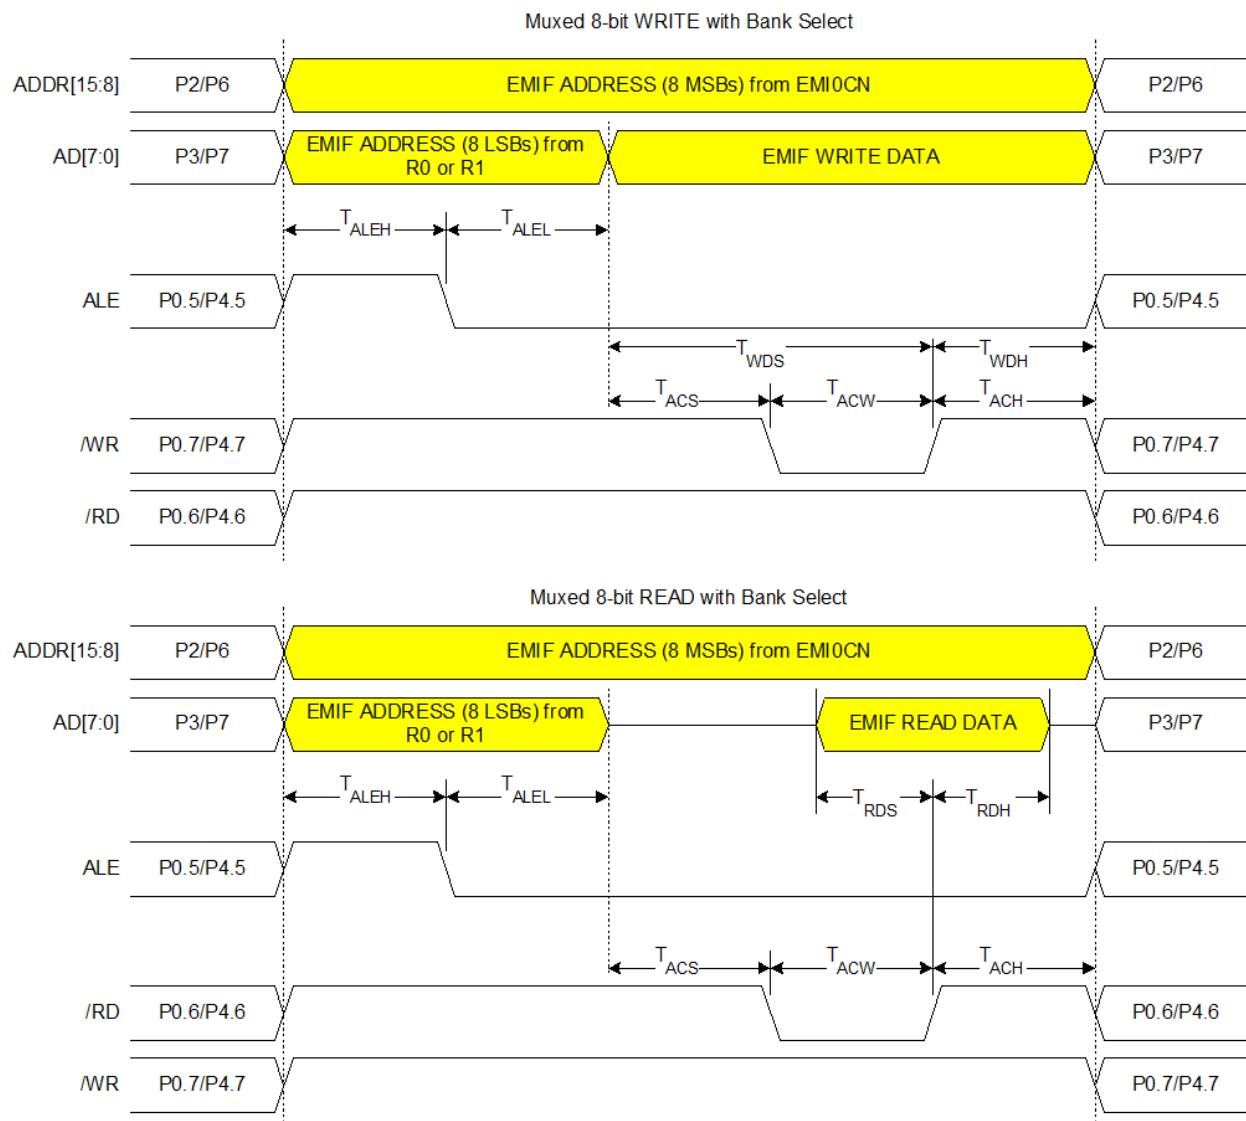 Muxed 8-bit WRITE with Bank Select
ADDR[15:8] P2/P6 EMIF ADDRESS (8 MSBs) from EMI0CN P2/P6
AD[7:0] P3/P7 EMIF ADDRESS (8 LSBs) from EMIF WRITE DATA P3/P7
R0 or R1
TALEH TALEL
ALE P0.5/P4.5 P0.5/P4.5
TWDS TWDH
TACS TACW TACH
/WR P0.7/P4.7 P0.7/P4.7
/RD P0.6/P4.6 P0.6/P4.6
Muxed 8-bit READ with Bank Select
ADDR[15:8] P2/P6 EMIF ADDRESS (8 MSBs) from EMI0CN P2/P6
AD[7:0] P3/P7 EMIF ADDRESS (8 LSBs) from EMIF READ DATA P3/P7
R0 or R1
TALEH TALEL TRDS TRDH
ALE P0.5/P4.5 P0.5/P4.5
TACS TACW TACH
/RD P0.6/P4.6 P0.6/P4.6
/WR P0.7/P4.7 P0.7/P4.7